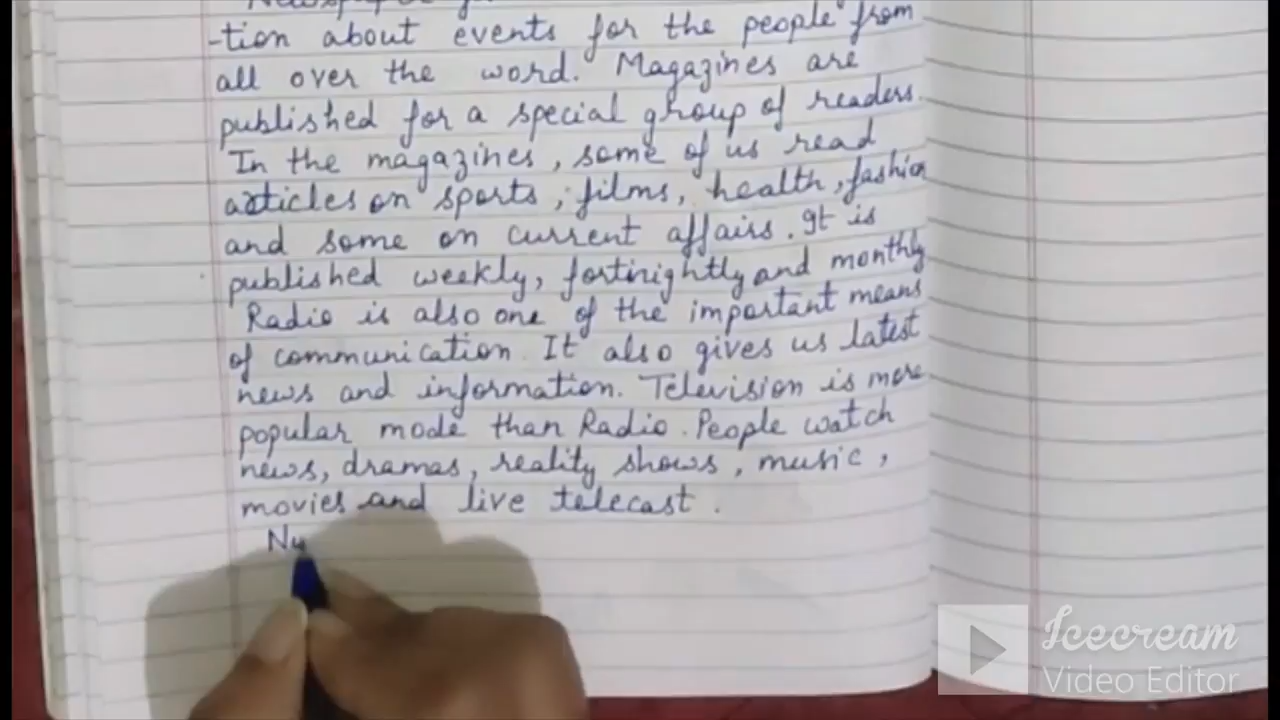 -tion about events for the people from
all over the word. Magazines are
published for a special group of readers.
In the magazines, some of us read
articles on sports, films, health, fashion
and some on current affairs. It is
published weekly, fortinightly and monthly
Radio is also one of the important means
of communication. It also gives us latest
news and information. Television is more
popular mode than Radio. People watch
news, dramas, reality shows, music,
movies and live telecast.
Icecream
Video Editor